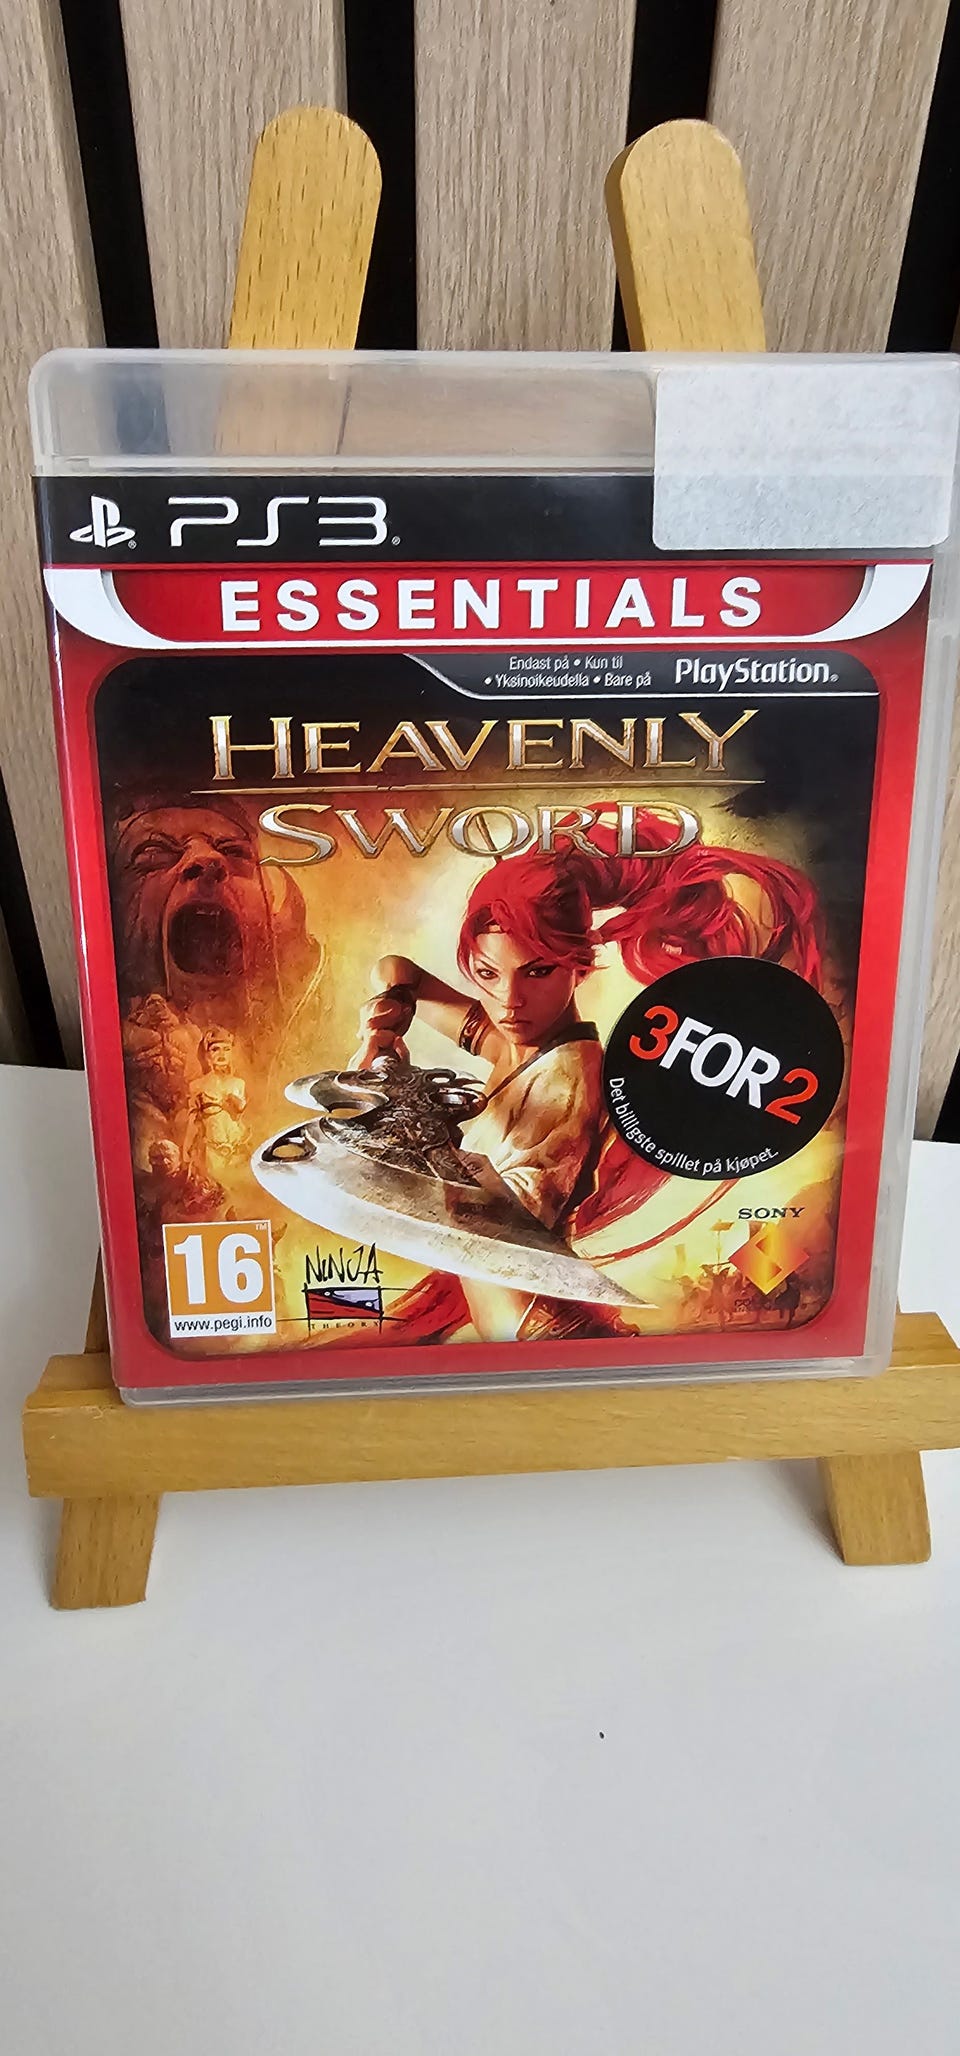 PS3
ESSENTIALS
Endast på • Kun til
• Yksinoikeudella • Bare på
PlayStation
HEAVENLY
SWORD
3FOR2
Det billigste spillet på kjøpet.
SONY
16
www.pegi.info
NINJA
THEORY